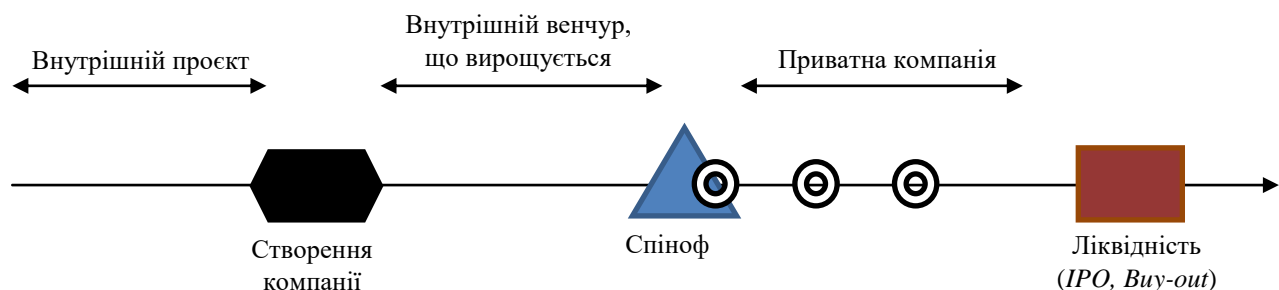 Внутрішній проєкт
Внутрішній венчур,
що вирощується
Приватна компанія
Створення
компанії
Спіноф
Ліквідність
(IPO, Buy-out)